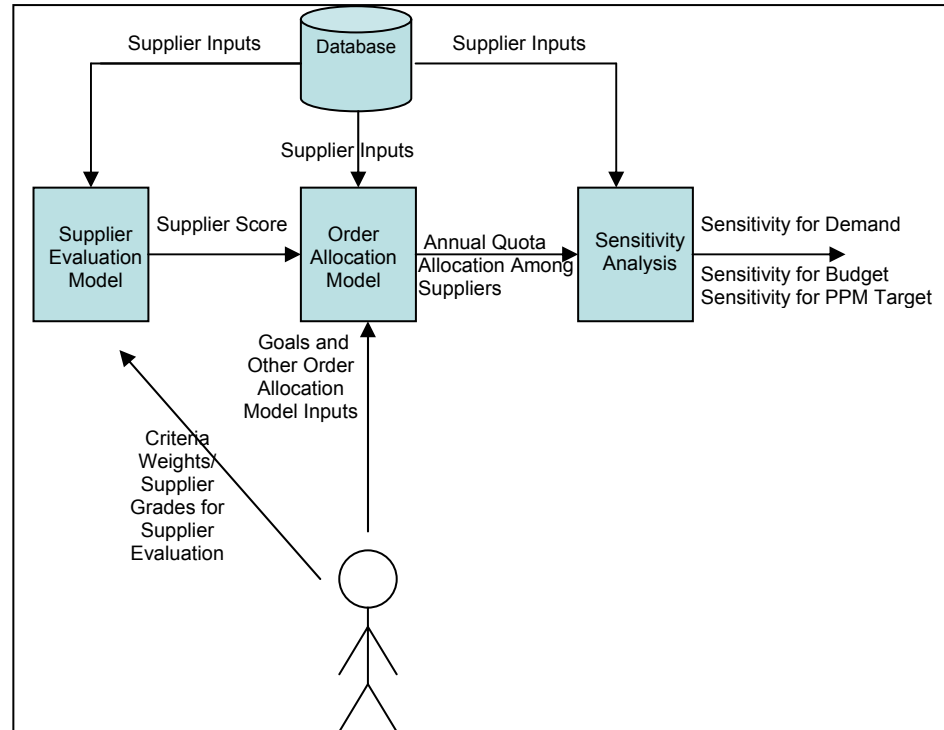 Supplier Inputs
Database
Supplier Inputs
Supplier Inputs
Supplier
Evaluation
Model
Supplier Score
Order
Allocation
Model
Annual Quota
Allocation Among
Suppliers
Sensitivity
Analysis
Sensitivity for Demand
Sensitivity for Budget
Sensitivity for PPM Target
Goals and
Other Order
Allocation
Model Inputs
Criteria
Weights/
Supplier
Grades for
Supplier
Evaluation